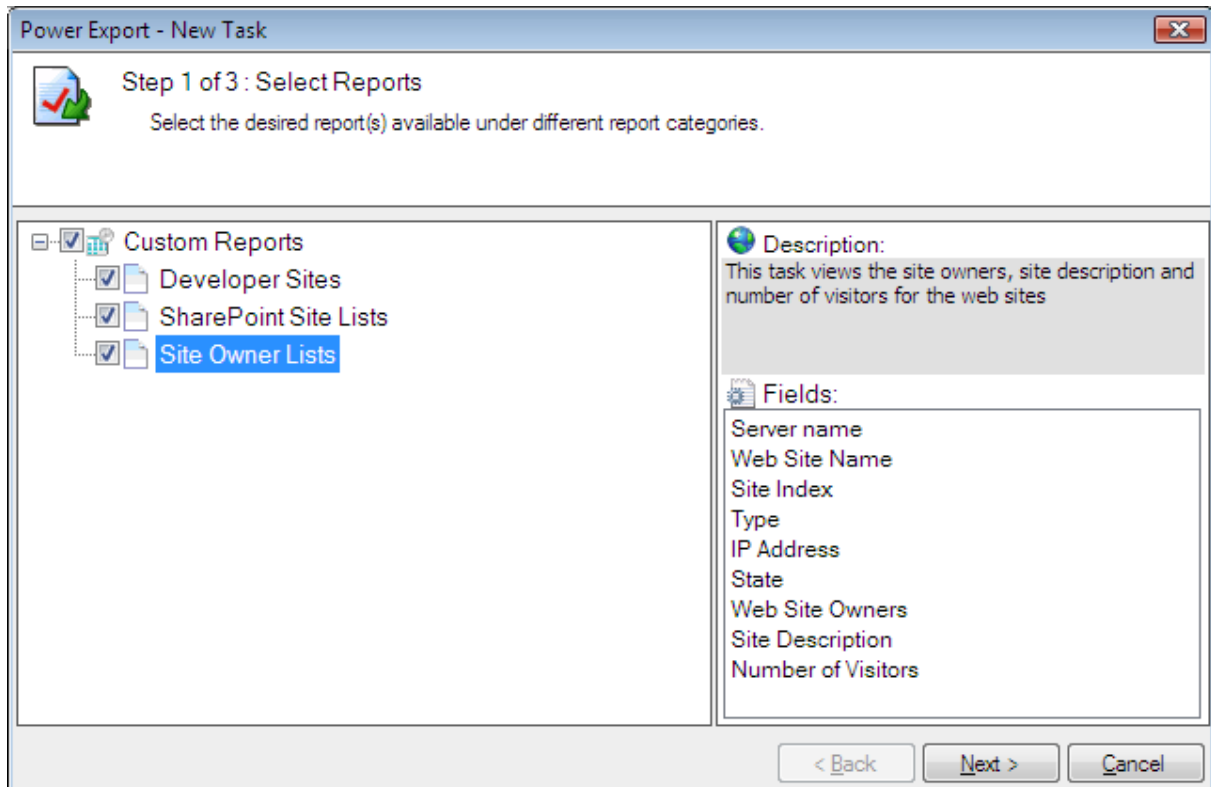 Power Export - New Task
Step 1 of 3 : Select Reports
Select the desired report(s) available under different report categories.
Custom Reports
Developer Sites
SharePoint Site Lists
Site Owner Lists
Description:
This task views the site owners, site description and
number of visitors for the web sites
Fields:
Server name
Web Site Name
Site Index
Type
IP Address
State
Web Site Owners
Site Description
Number of Visitors
< Back
Next >
Cancel